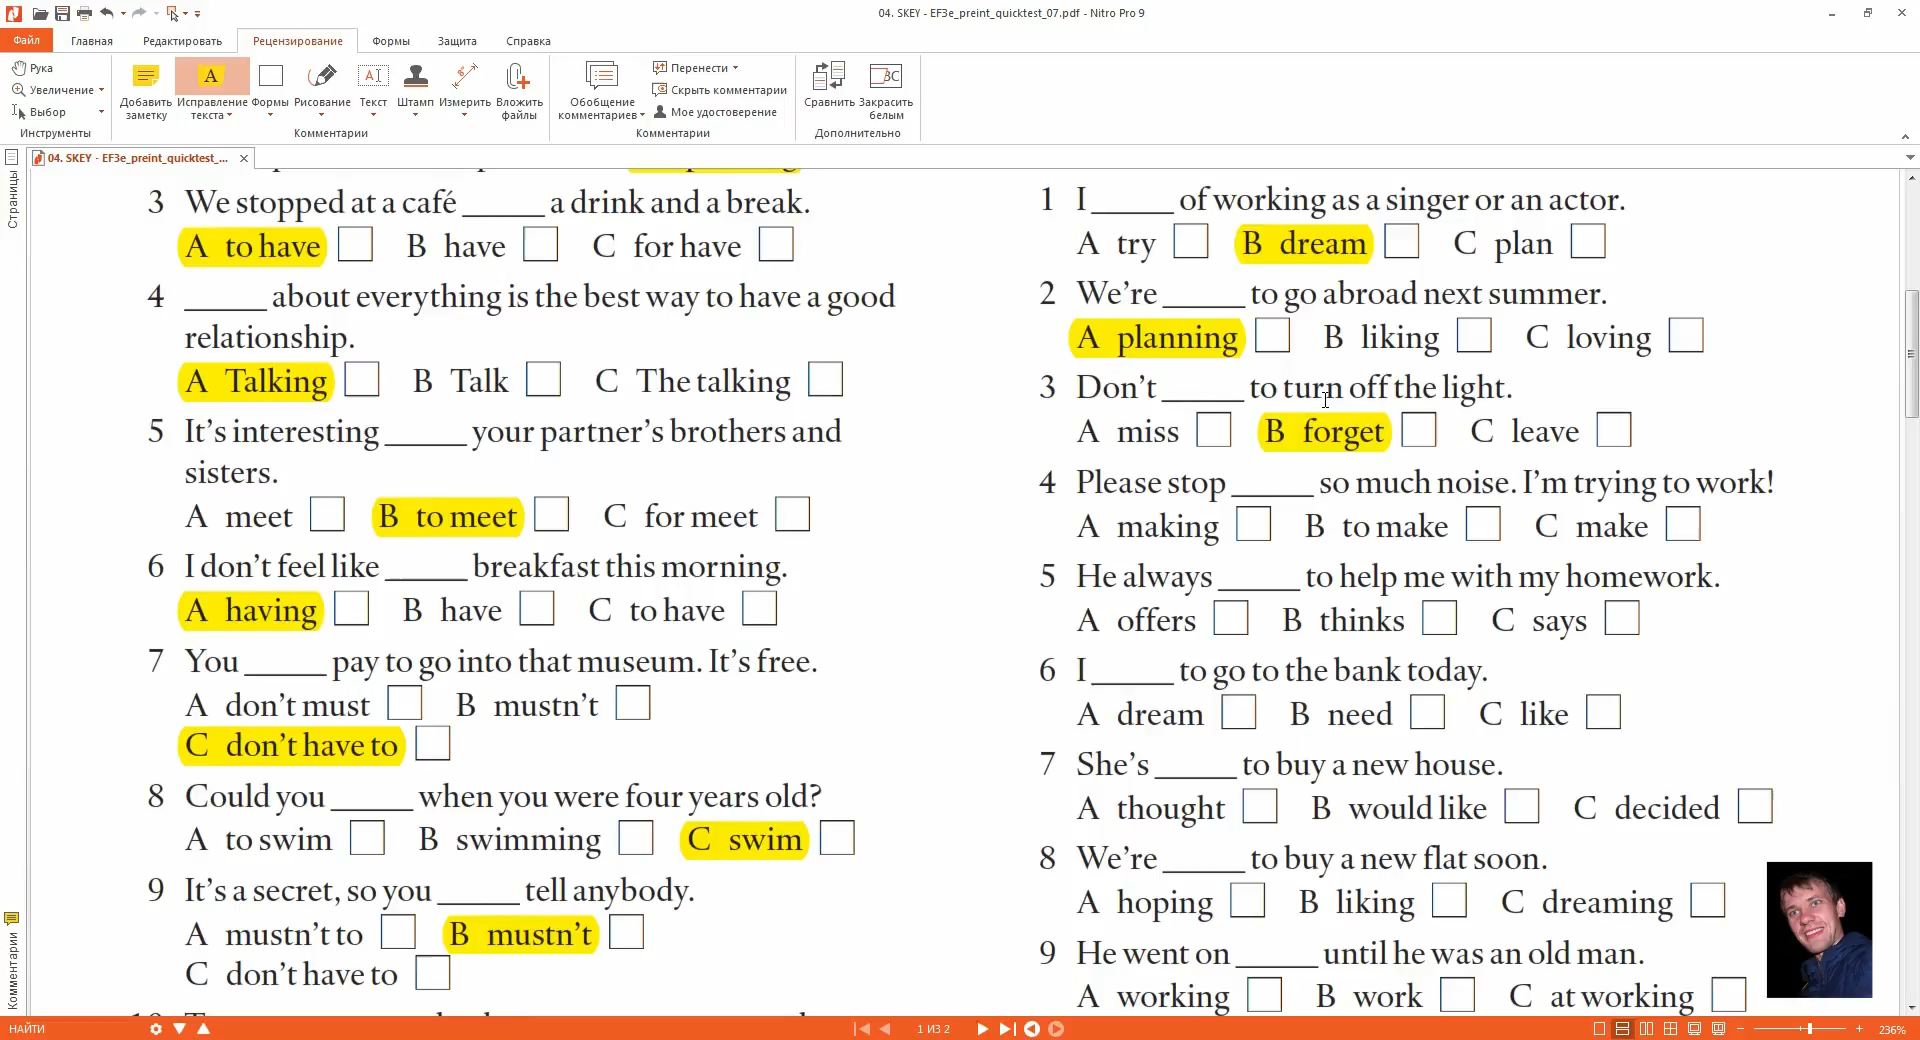 04. SKEY - EF3e_preint_quicktest_07.pdf - Nitro Pro 9
Файл Главная Редактировать Рецензирование Формы Защита Справка
Рука
Увеличение
Выбор
Инструменты
Добавить заметку
Исправление текста
Формы
Рисование
Текст
Штамп
Измерить
Вложить файлы
Комментарии
Обобщение комментариев
Перенести
Скрыть комментарии
Мое удостоверение
Комментарии
Сравнить
Закрасить белым
Дополнительно
04. SKEY - EF3e_preint_quicktest_...
Страницы
Комментарии
3 We stopped at a café _____ a drink and a break.
A to have B have C for have
4 _____ about everything is the best way to have a good
relationship.
A Talking B Talk C The talking
5 It's interesting _____ your partner's brothers and
sisters.
A meet B to meet C for meet
6 I don't feel like _____ breakfast this morning.
A having B have C to have
7 You _____ pay to go into that museum. It's free.
A don't must B mustn't
C don't have to
8 Could you _____ when you were four years old?
A to swim B swimming C swim
9 It's a secret, so you _____ tell anybody.
A mustn't to B mustn't
C don't have to
1 I _____ of working as a singer or an actor.
A try B dream C plan
2 We're _____ to go abroad next summer.
A planning B liking C loving
3 Don't _____ to turn off the light.
A miss B forget C leave
4 Please stop _____ so much noise. I'm trying to work!
A making B to make C make
5 He always _____ to help me with my homework.
A offers B thinks C says
6 I _____ to go to the bank today.
A dream B need C like
7 She's _____ to buy a new house.
A thought B would like C decided
8 We're _____ to buy a new flat soon.
A hoping B liking C dreaming
9 He went on _____ until he was an old man.
A working B work C at working
НАЙТИ
1 ИЗ 2
236%